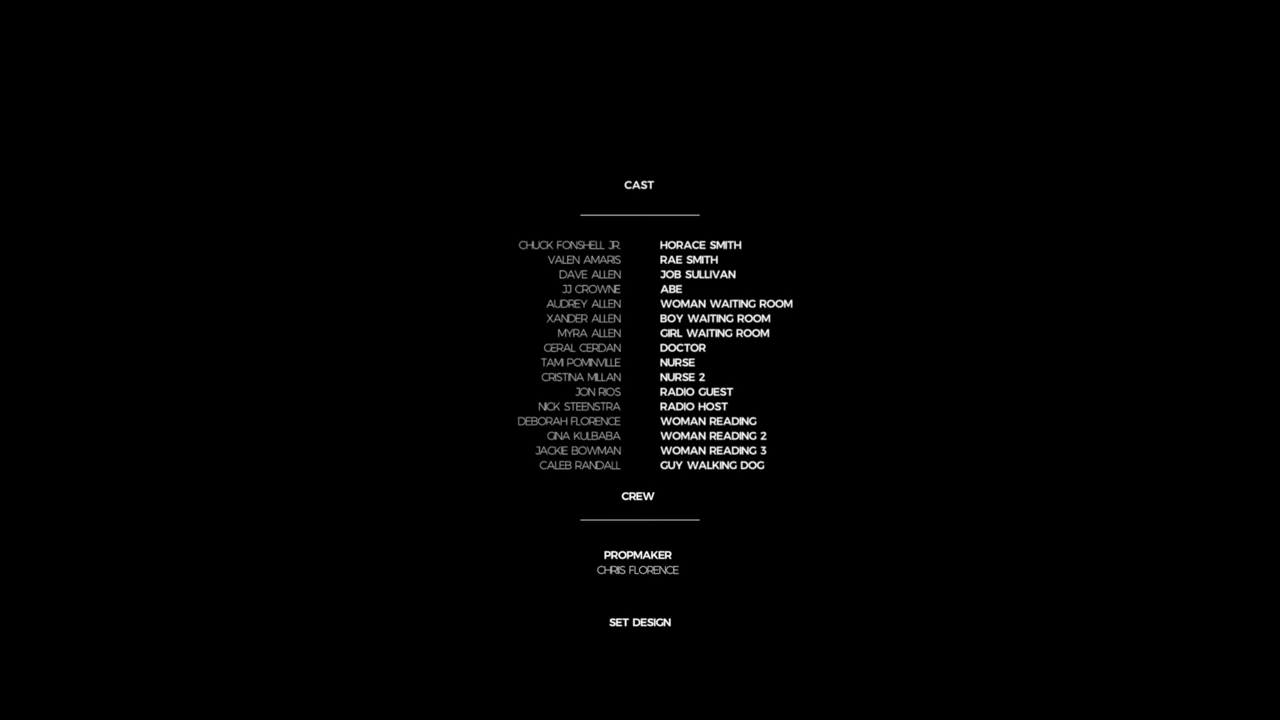 CAST
CHUCK FONSHELL JR. HORACE SMITH
VALEN AMARIS RAE SMITH
DAVE ALLEN JOB SULLIVAN
JJ CROWNE ABE
AUDREY ALLEN WOMAN WAITING ROOM
XANDER ALLEN BOY WAITING ROOM
MYRA ALLEN GIRL WAITING ROOM
GERAL CERDAN DOCTOR
TAMI POMINVILLE NURSE
CRISTINA MILLAN NURSE 2
JON RIOS RADIO GUEST
NICK STEENSTRA RADIO HOST
DEBORAH FLORENCE WOMAN READING
GINA KULBABA WOMAN READING 2
JACKIE BOWMAN WOMAN READING 3
CALEB RANDALL GUY WALKING DOG
CREW
PROPMAKER
CHRIS FLORENCE
SET DESIGN